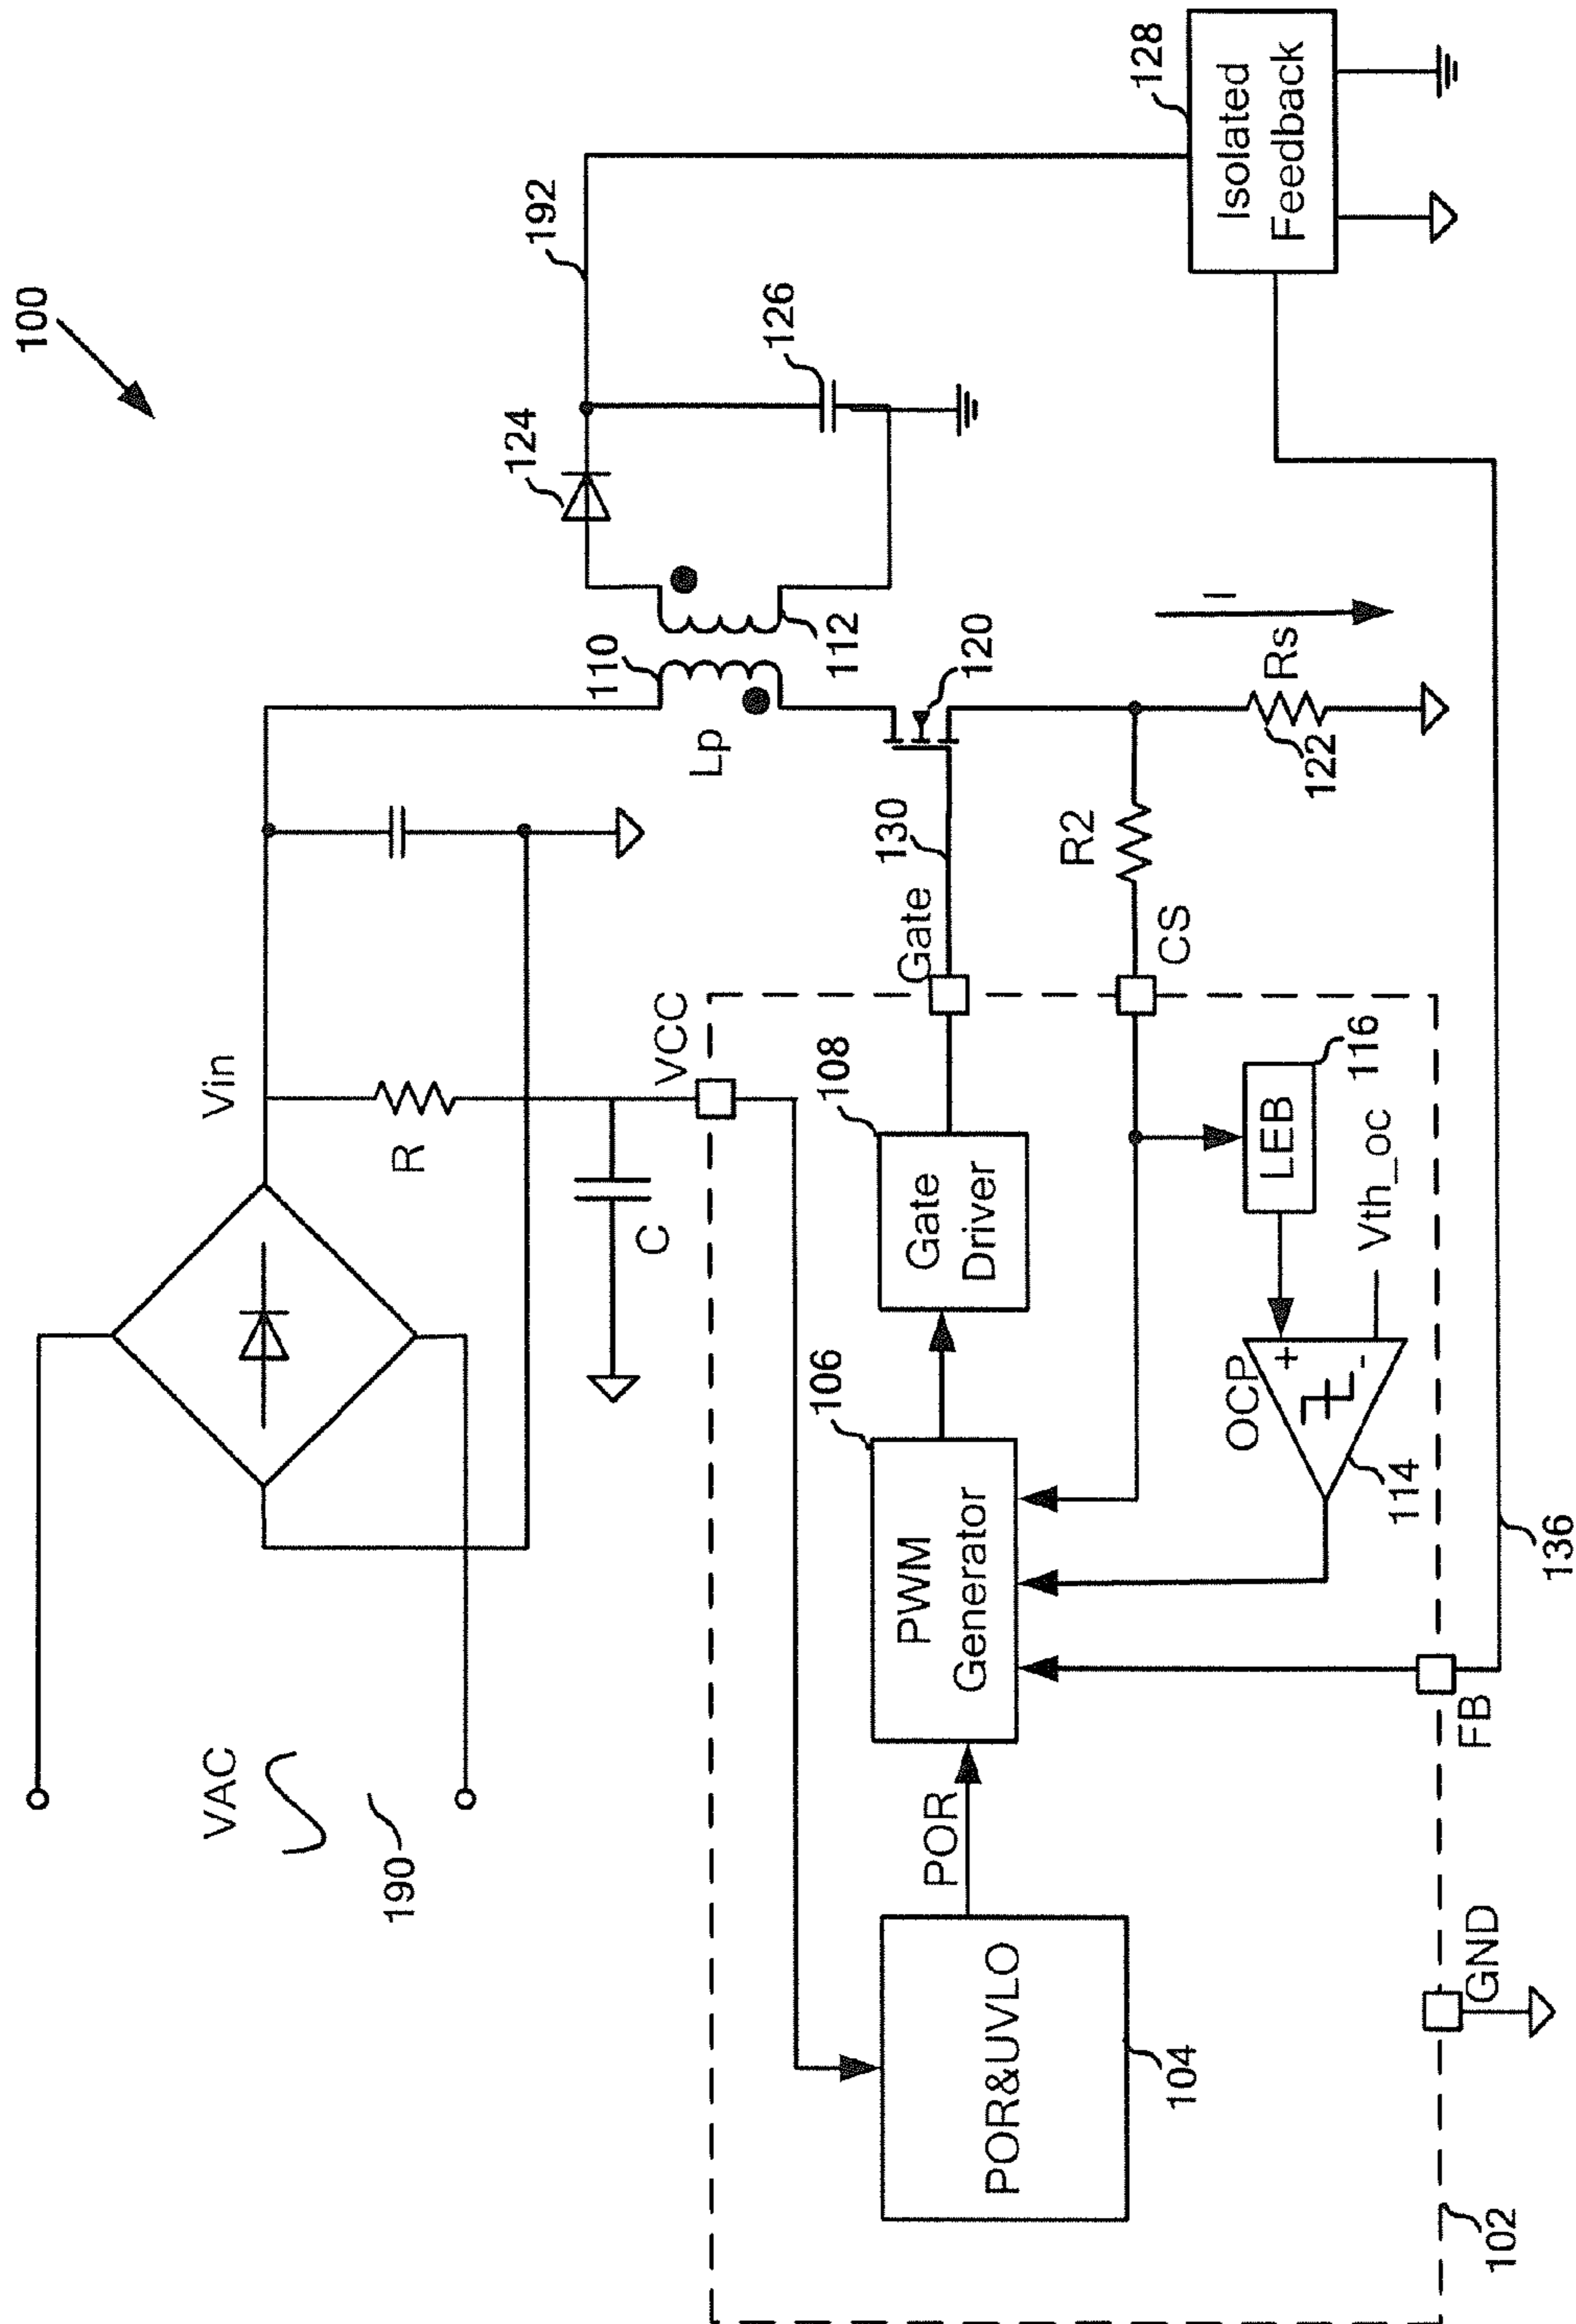 100
VAC
190
Vin
R
C
VCC
Lp
110
112
124
192
126
128
Isolated
Feedback
120
130
Gate
R2
CS
Rs
122
I
108
Gate
Driver
106
PWM
Generator
POR
POR&UVLO
104
LEB
116
Vth_oc
OCP
+
-
114
136
FB
GND
102